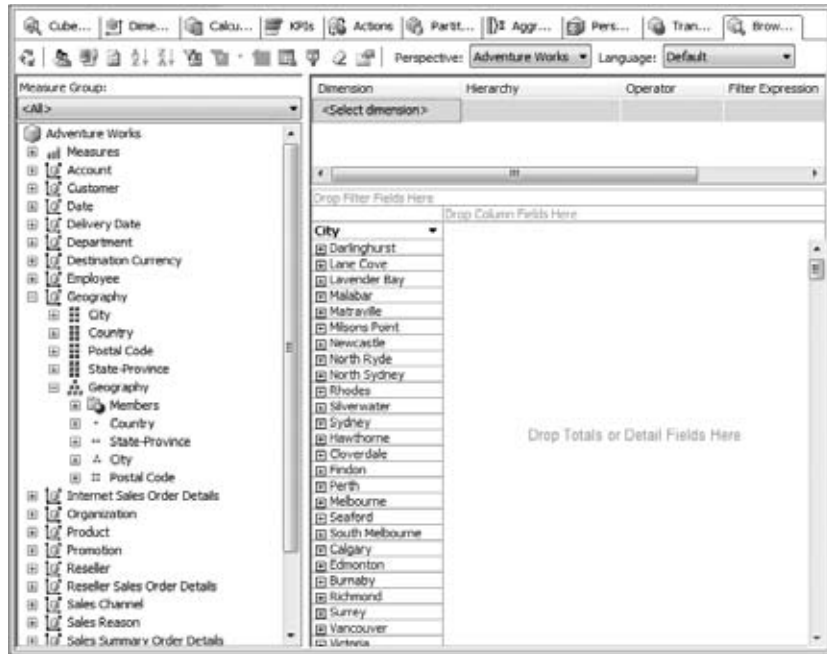 Cube... Dime... Calcu... KPIs Actions Partit... Aggr... Pers... Tran... Brow...
Perspective: Adventure Works Language: Default
Measure Group:
<All>
Adventure Works
Measures
Account
Customer
Date
Delivery Date
Department
Destination Currency
Employee
Geography
City
Country
Postal Code
State-Province
Geography
Members
Country
State-Province
City
Postal Code
Internet Sales Order Details
Organization
Product
Promotion
Reseller
Reseller Sales Order Details
Sales Channel
Sales Reason
Sales Summary Order Details
Dimension Hierarchy Operator Filter Expression
<Select dimension>
Drop Filter Fields Here
Drop Column Fields Here
City
Darlinghurst
Lane Cove
Lavender Bay
Malabar
Matraville
Milsons Point
Newcastle
North Ryde
North Sydney
Rhodes
Silverwater
Sydney
Hawthorne
Cloverdale
Findon
Perth
Melbourne
Seaford
South Melbourne
Calgary
Edmonton
Burnaby
Richmond
Surrey
Vancouver
Victoria
Drop Totals or Detail Fields Here